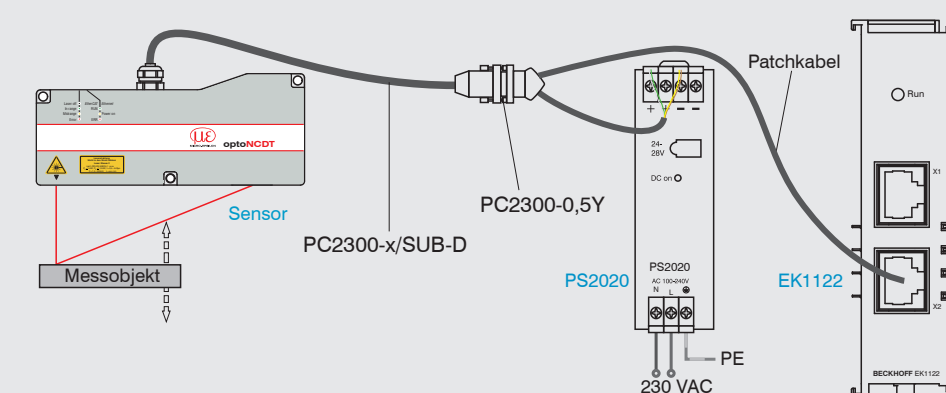 Patchkabel
Run
optoNCDT
24-
28V
DC on
X1
PC2300-0,5Y
Sensor
PC2300-x/SUB-D
Messobjekt
PS2020
PS2020
AC 100-240V
N
L
EK1122
X2
PE
230 VAC
BECKHOFF EK1122